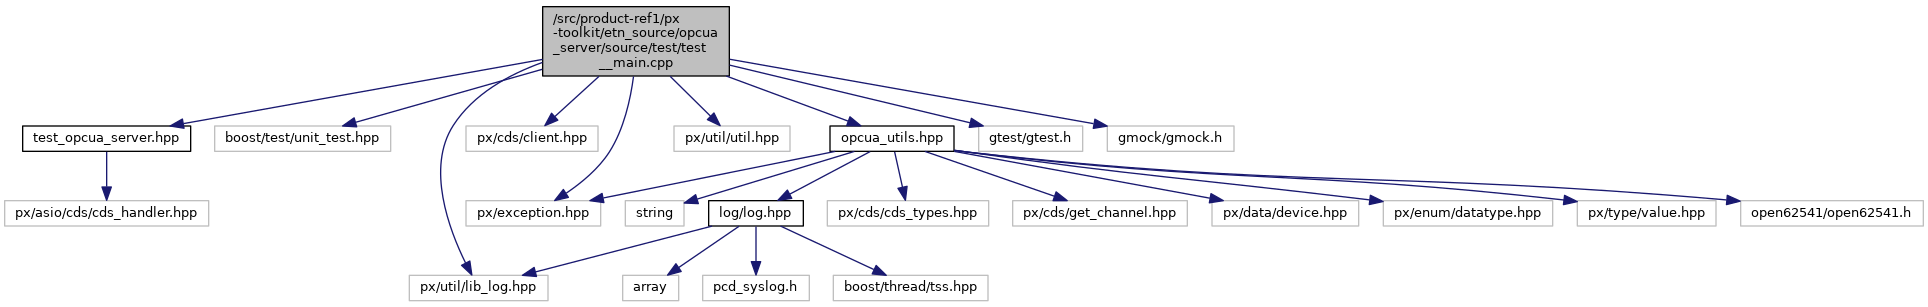 /src/product-ref1/px
-toolkit/etn_source/opcua
_server/source/test/test
__main.cpp
test_opcua_server.hpp
boost/test/unit_test.hpp
px/cds/client.hpp
px/util/util.hpp
opcua_utils.hpp
gtest/gtest.h
gmock/gmock.h
px/asio/cds/cds_handler.hpp
px/exception.hpp
string
log/log.hpp
px/cds/cds_types.hpp
px/cds/get_channel.hpp
px/data/device.hpp
px/enum/datatype.hpp
px/type/value.hpp
open62541/open62541.h
px/util/lib_log.hpp
array
pcd_syslog.h
boost/thread/tss.hpp